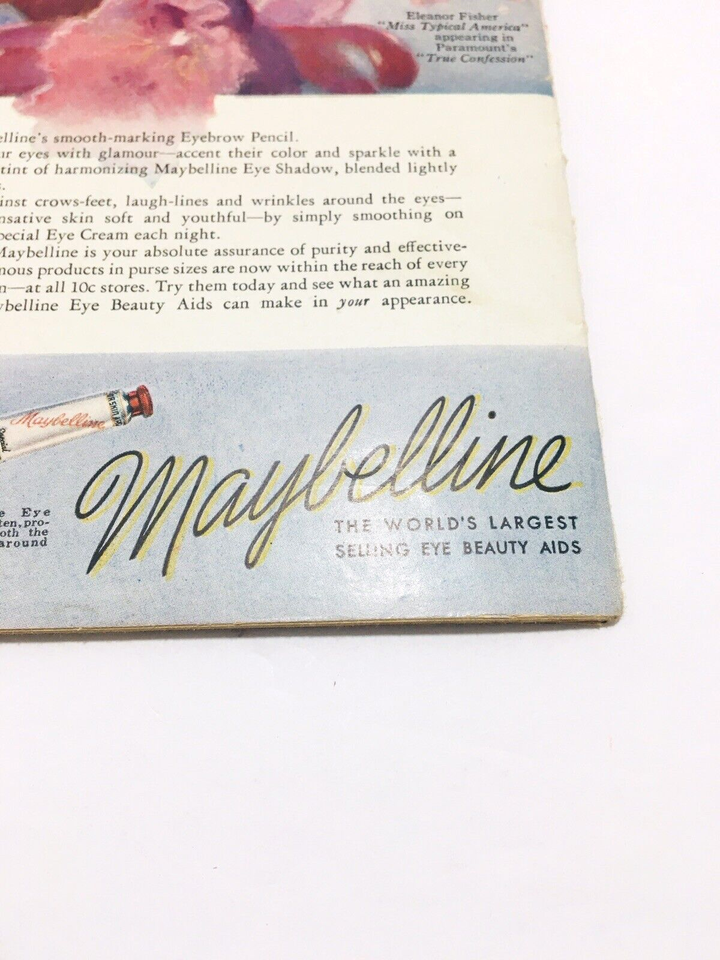 Eleanor Fisher
"Miss Typical America"
appearing in
Paramount's
"True Confession"
elline's smooth-marking Eyebrow Pencil.
ur eyes with glamour—accent their color and sparkle with a
tint of harmonizing Maybelline Eye Shadow, blended lightly
s.
inst crows-feet, laugh-lines and wrinkles around the eyes—
nsative skin soft and youthful—by simply smoothing on
pecial Eye Cream each night.
Maybelline is your absolute assurance of purity and effective-
mous products in purse sizes are now within the reach of every
n—at all 10c stores. Try them today and see what an amazing
ybelline Eye Beauty Aids can make in your appearance.
Maybelline
Special
Maybelline
THE WORLD'S LARGEST
SELLING EYE BEAUTY AIDS
e Eye
ten, pro-
oth the
around